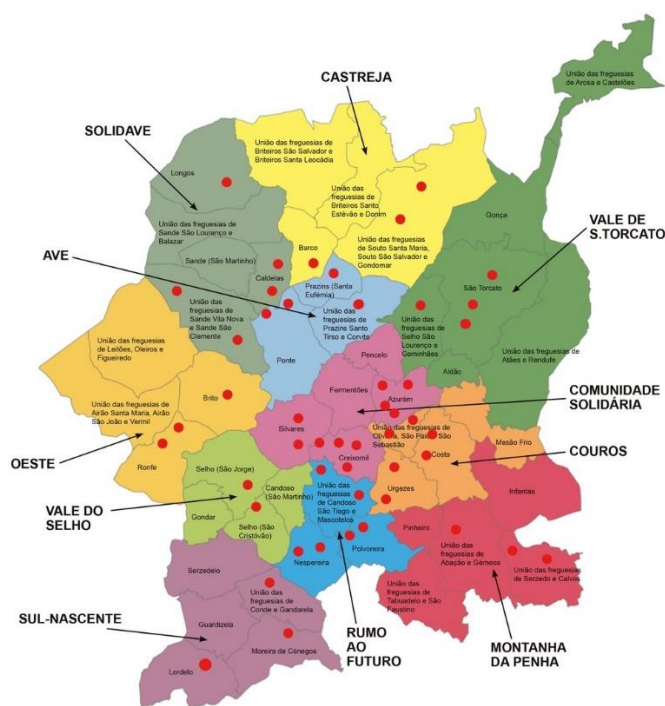 União das freguesias
de Arosa e Castelões
CASTREJA
SOLIDAVE
União das freguesias
de Briteiros São Salvador e
Briteiros Santa Leocádia
Longos
União das freguesias de
Briteiros Santo
Estêvão e Donim
Gonça
VALE DE
S.TORCATO
União das freguesias de
Sande São Lourenço e
Balazar
AVE
Barco
União das freguesias
de Souto Santa Maria,
Souto São Salvador e
Gondomar
Sande (São Martinho)
Caldelas
Prazins (Santa
Eufémia)
São Torcato
União das freguesias de
Sande Vila Nova
e Sande São
Clemente
União das
freguesias de
Prazins Santo
Tirso e Corvite
União das
freguesias de
Selho São
Lourenço e
Gominhães
União das freguesia
de Leitões, Oleiros e
Figueiredo
Ponte
Pencelo
Aldão
União das freguesias de
Atães e Rendufe
Fermentões
Azurém
COMUNIDADE
SOLIDÁRIA
Brito
União das freguesias de
Airão Santa Maria, Airão
São João e Vermil
Silvares
União das freguesias de
Oliveira, São Paio e São
Sebastião
Mesão Frio
Costa
COUROS
OESTE
Ronfe
Creixomil
Selho (São Jorge)
Candoso
(São Martinho)
União das
freguesias
de Candoso
São Tiago e
Mascotelos
Urgezes
Infantas
VALE DO
SELHO
Gondar
Selho (São
Cristóvão)
Pinheiro
Polvoreira
Nespereira
União das freguesias
de Abação e Gémeos
União das freguesias
de Serzedo e Calvos
Serzedelo
União das
freguesias de
Conde e Gandarela
União das
freguesias de
Tabuadelo e São
Faustino
SUL-NASCENTE
Guardizela
RUMO
AO
FUTURO
MONTANHA
DA PENHA
Moreira de Cónegos
Lordelo